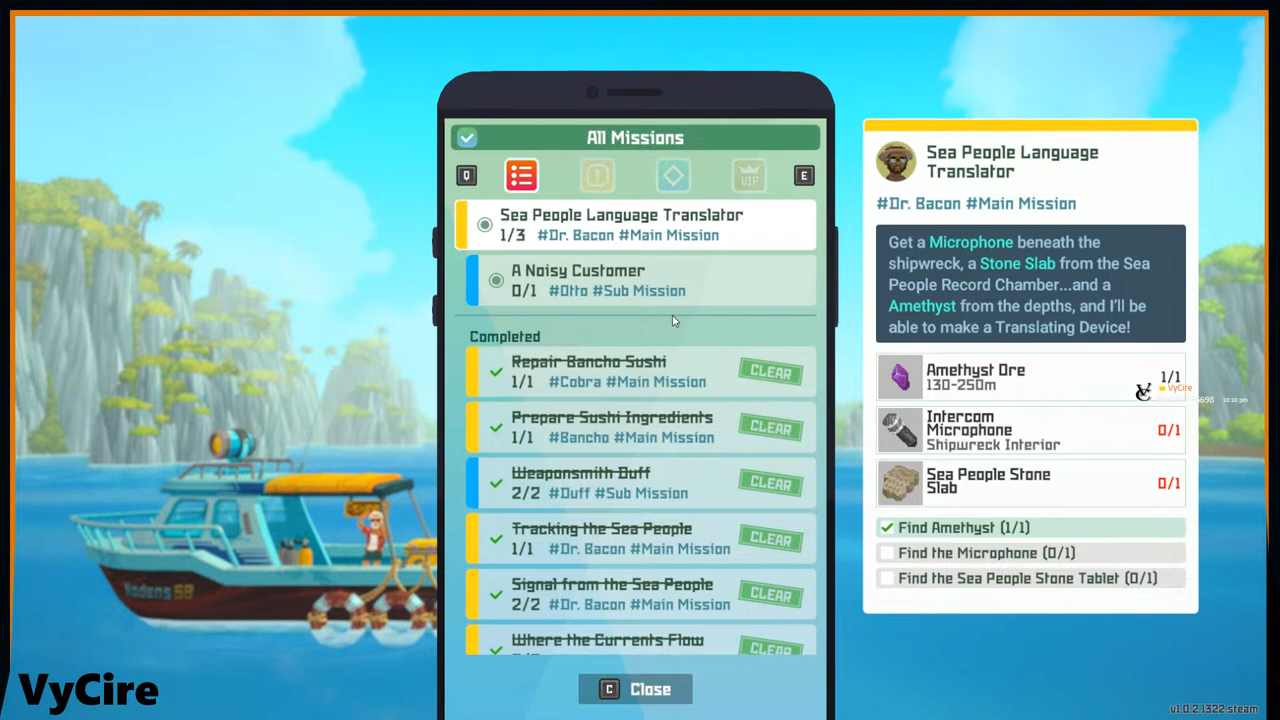 All Missions
Q
VIP
E
Sea People Language Translator
1/3 #Dr. Bacon #Main Mission
A Noisy Customer
0/1 #Otto #Sub Mission
Completed
Repair Bancho Sushi
1/1 #Cobra #Main Mission
CLEAR
Prepare Sushi Ingredients
1/1 #Bancho #Main Mission
CLEAR
Weaponsmith Duff
2/2 #Duff #Sub Mission
CLEAR
Tracking the Sea People
1/1 #Dr. Bacon #Main Mission
CLEAR
Signal from the Sea People
2/2 #Dr. Bacon #Main Mission
CLEAR
Where the Currents Flow
CLEAR
C Close
Sea People Language
Translator
#Dr. Bacon #Main Mission
Get a Microphone beneath the
shipwreck, a Stone Slab from the Sea
People Record Chamber...and a
Amethyst from the depths, and I'll be
able to make a Translating Device!
Amethyst Ore
130-250m
1/1
VyCire
10:10 pm
Intercom
Microphone
Shipwreck Interior
0/1
Sea People Stone
Slab
0/1
Find Amethyst (1/1)
Find the Microphone (0/1)
Find the Sea People Stone Tablet (0/1)
VyCire
v1.0.2.1322.steam